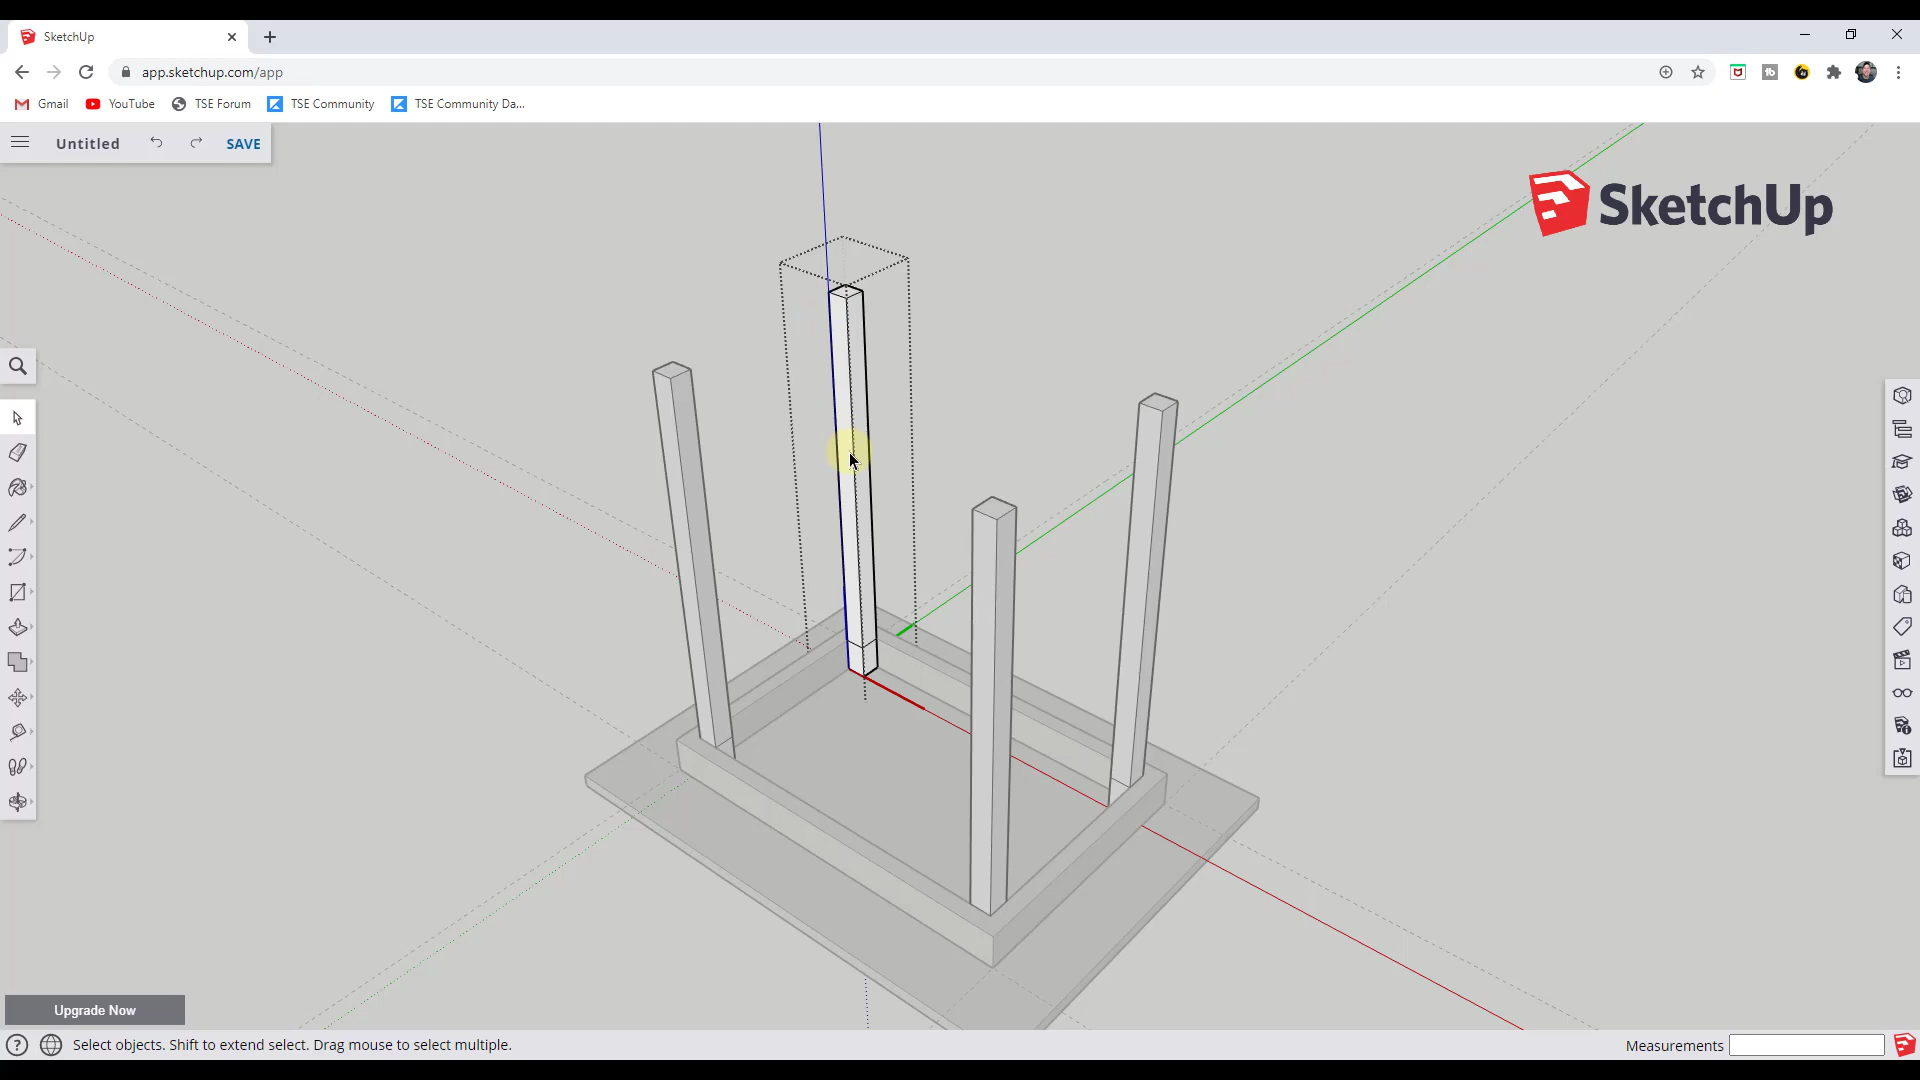 SketchUp
app.sketchup.com/app
Gmail YouTube TSE Forum TSE Community TSE Community Da...
Untitled SAVE
SketchUp
Upgrade Now
Select objects. Shift to extend select. Drag mouse to select multiple.
Measurements